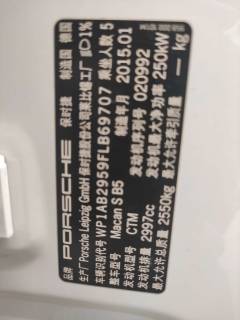 品牌 PORSCHE 保时捷 制造国 德国
生产厂 Porsche Leipzig GmbH 保时捷股份公司莱比锡工厂
车辆识别代号 WP1AB2959FLB69707 乘坐人数 5
整车型号 Macan S B5 制造年月 2015.01
发动机型号 CTM 发动机序列号 020992
发动机排量 2997cc 发动机最大净功率 250kW
最大允许总质量 2550kg 最大允许牵引质量 — kg